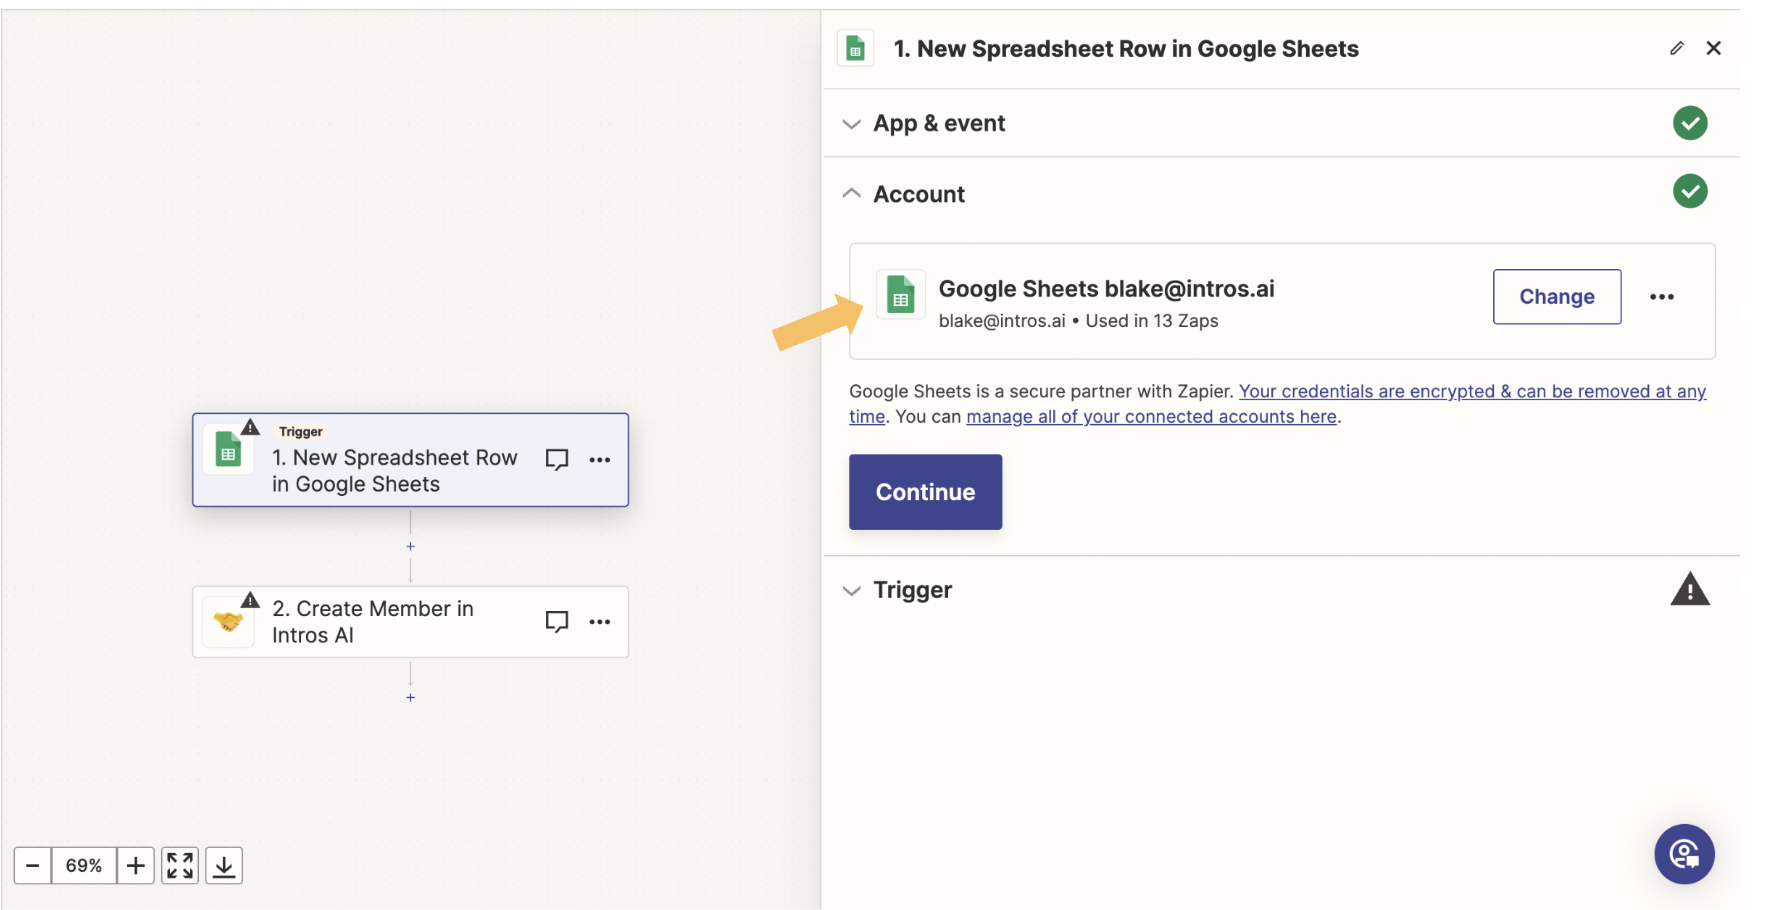 1. New Spreadsheet Row in Google Sheets
App & event
Account
Google Sheets blake@intros.ai
blake@intros.ai • Used in 13 Zaps
Change
Google Sheets is a secure partner with Zapier. Your credentials are encrypted & can be removed at any
time. You can manage all of your connected accounts here.
Continue
Trigger
Trigger
1. New Spreadsheet Row
in Google Sheets
2. Create Member in
Intros AI
69%